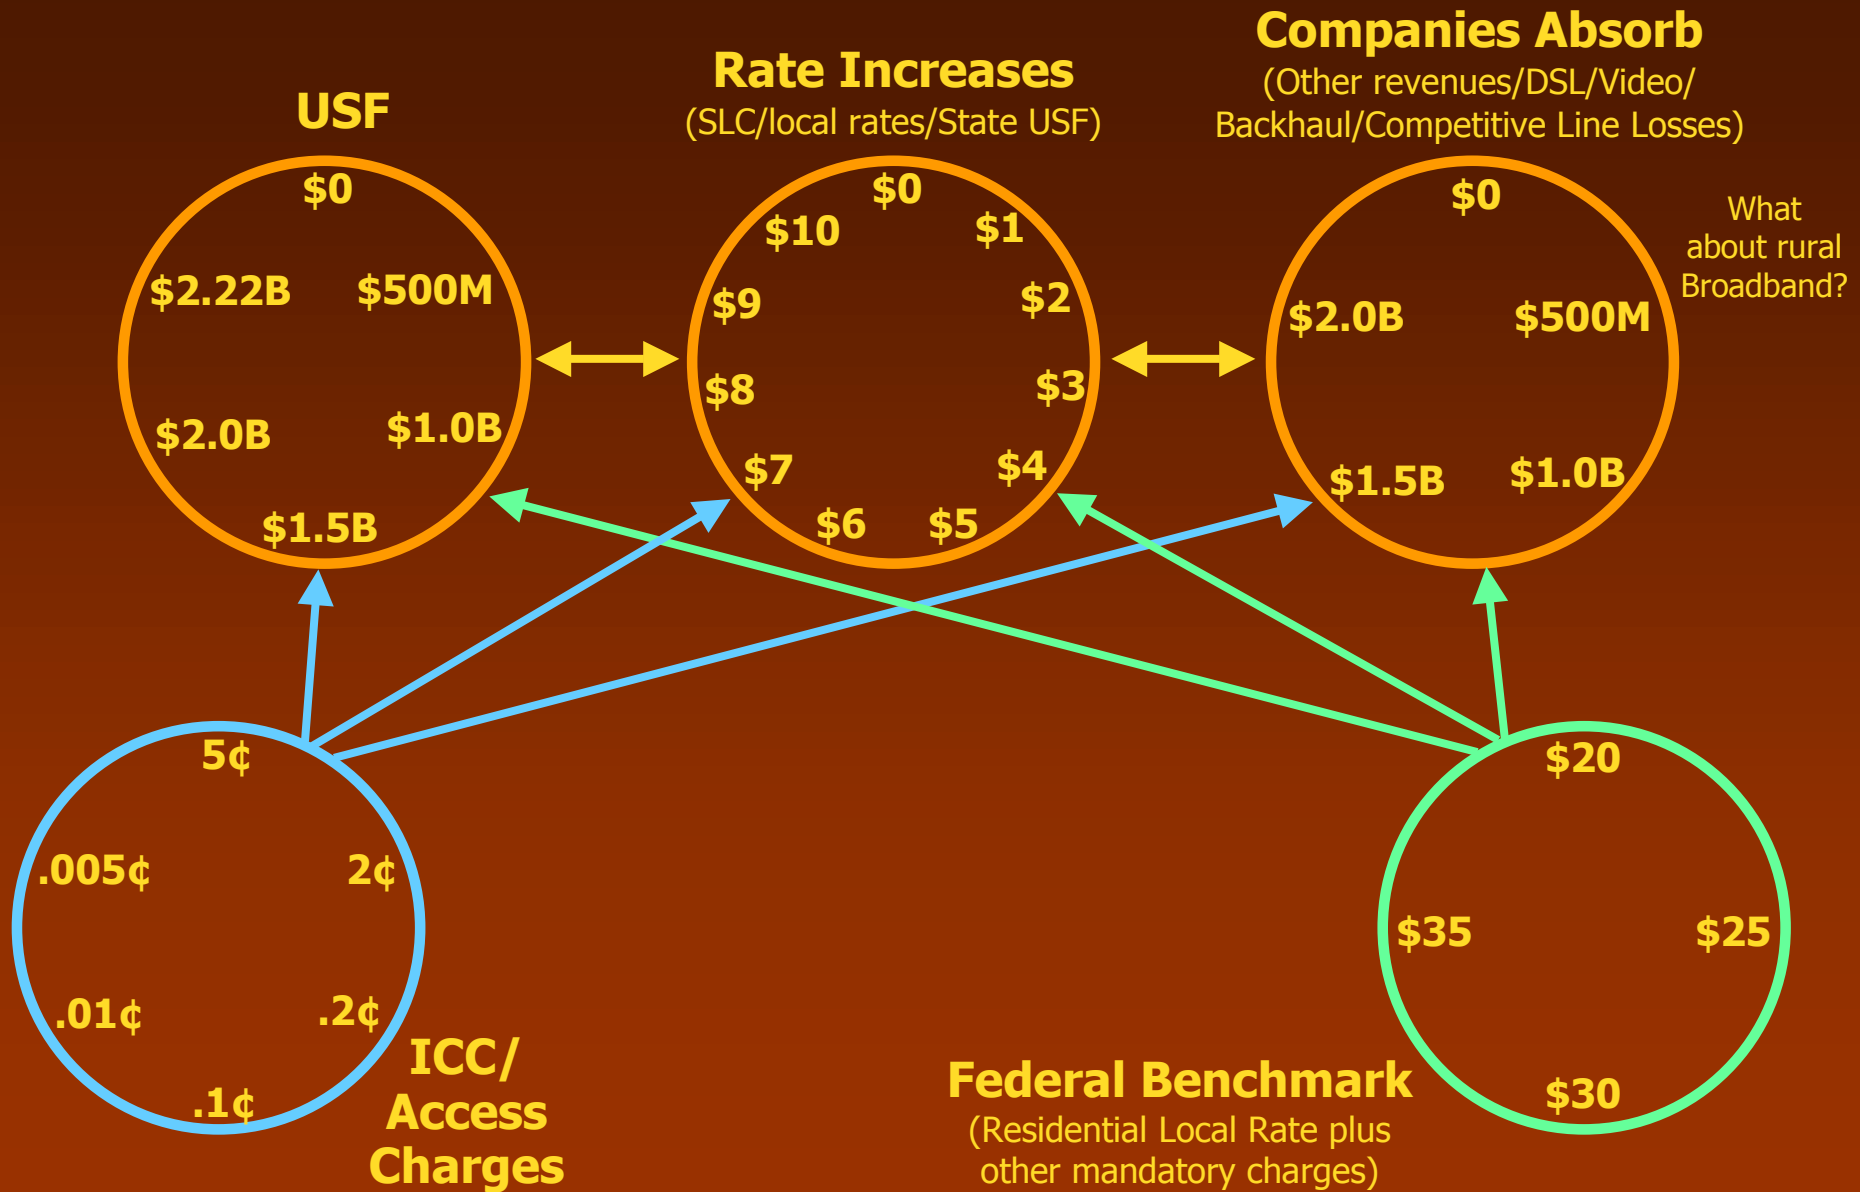 USF
$0
$500M
$1.0B
$1.5B
$2.0B
$2.22B
Rate Increases
(SLC/local rates/State USF)
$0
$1
$2
$3
$4
$5
$6
$7
$8
$9
$10
Companies Absorb
(Other revenues/DSL/Video/
Backhaul/Competitive Line Losses)
$0
$500M
$1.0B
$1.5B
$2.0B
What
about rural
Broadband?
5¢
2¢
.2¢
.1¢
.01¢
.005¢
ICC/
Access
Charges
Federal Benchmark
(Residential Local Rate plus
other mandatory charges)
$20
$25
$30
$35